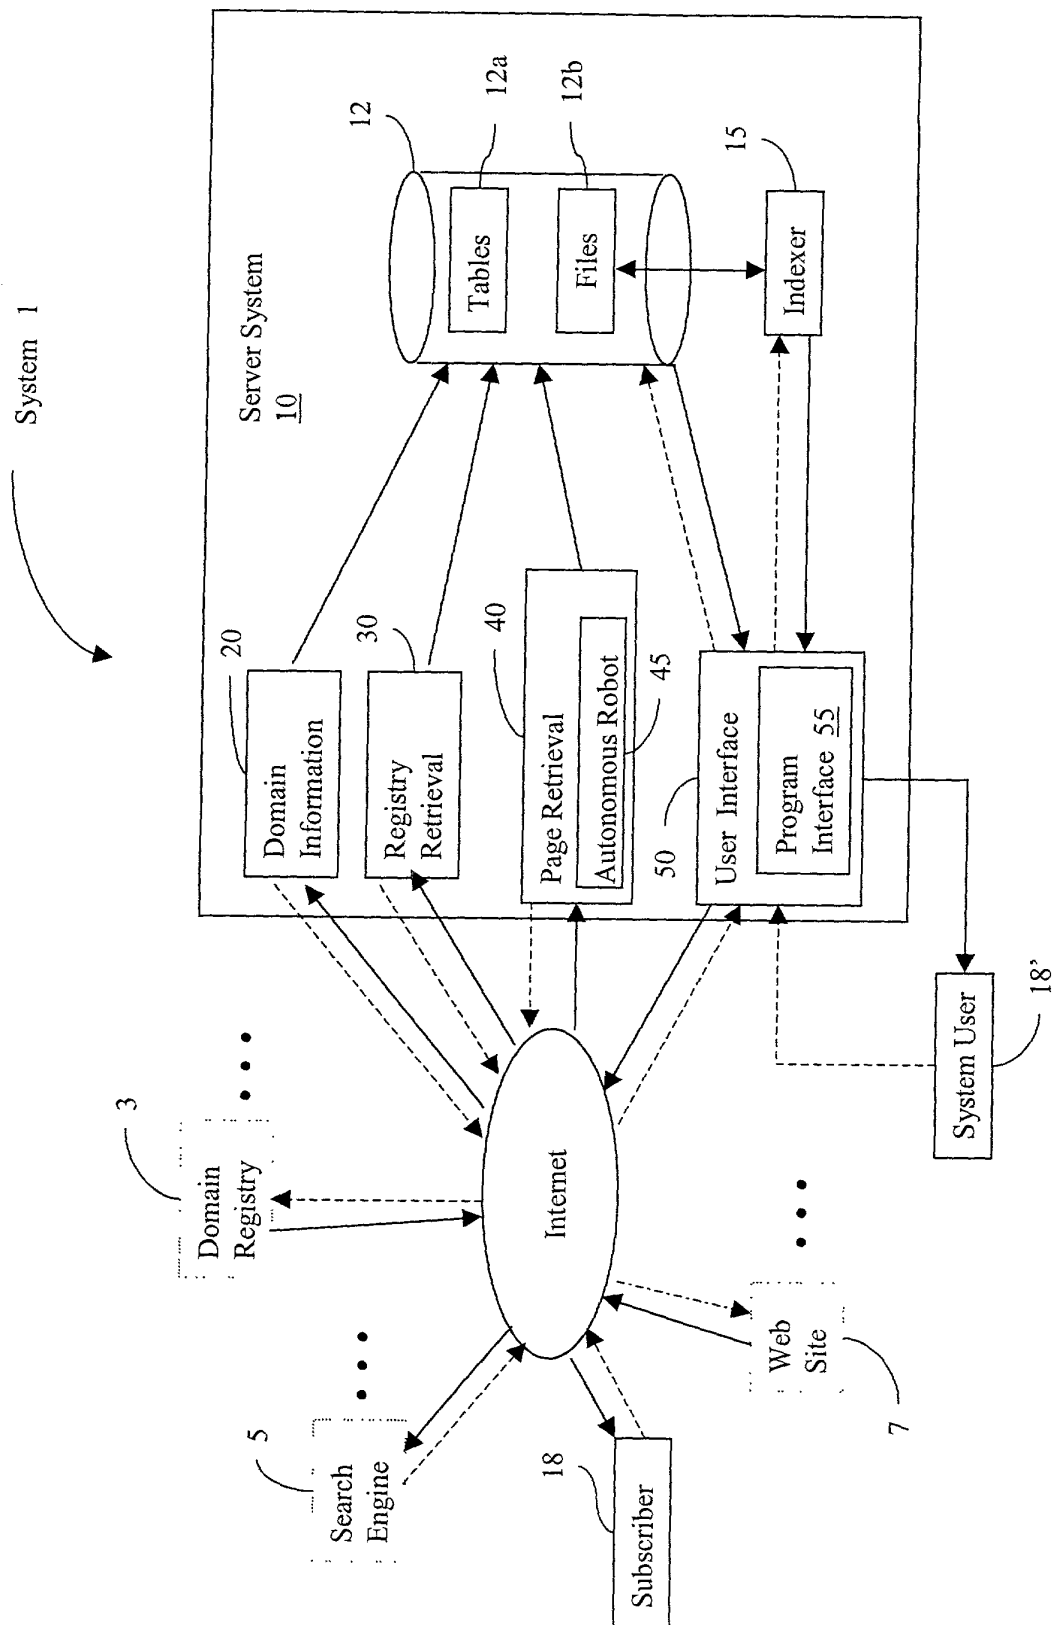 System 1
Server System
10
12
12a
12b
Tables
Files
15
Indexer
20
Domain
Information
30
Registry
Retrieval
40
Page Retrieval
Autonomous Robot
45
50
User Interface
Program
Interface 55
3
Domain
Registry
Internet
5
Search
Engine
18
Subscriber
Web
Site
7
System User
18’